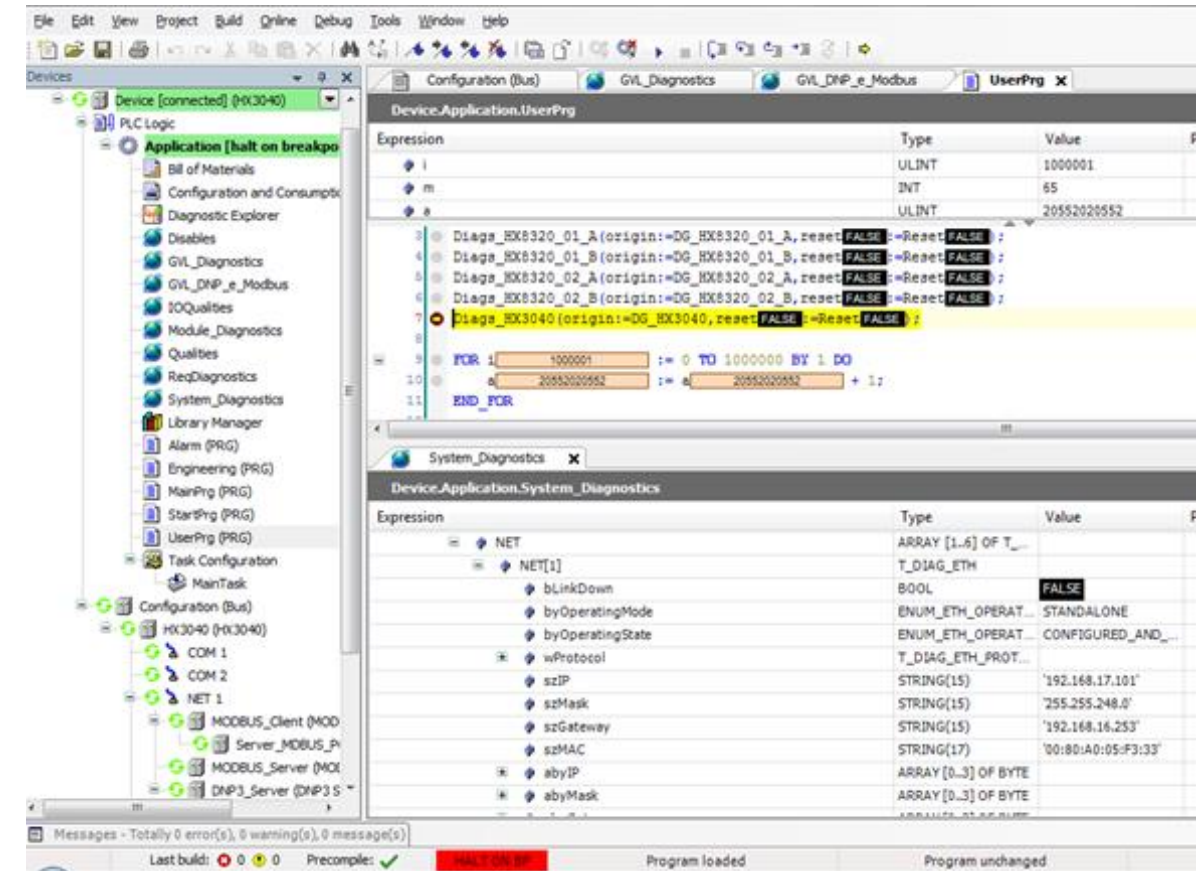 File Edit View Project Build Online Debug Tools Window Help
Devices
Device [connected] (HX3040)
PLC Logic
Application [halt on breakpo
Bill of Materials
Configuration and Consumptic
Diagnostic Explorer
Disables
GVL_Diagnostics
GVL_DNP_e_Modbus
IOQualities
Module_Diagnostics
Qualities
ReqDiagnostics
System_Diagnostics
Library Manager
Alarm (PRG)
Engineering (PRG)
MainPrg (PRG)
StartPrg (PRG)
UserPrg (PRG)
Task Configuration
MainTask
Configuration (Bus)
HX3040 (HX3040)
COM 1
COM 2
NET 1
MODBUS_Client (MOD
Server_MDBUS_P
MODBUS_Server (MO
DNP3_Server (DNP3 S
Configuration (Bus) GVL_Diagnostics GVL_DNP_e_Modbus UserPrg
Device.Application.UserPrg
Expression Type Value P
i ULINT 1000001
m INT 65
a ULINT 20552020552
3 Diags_HX8320_01_A(origin:=DG_HX8320_01_A,reset FALSE :=Reset FALSE );
4 Diags_HX8320_01_B(origin:=DG_HX8320_01_B,reset FALSE :=Reset FALSE );
5 Diags_HX8320_02_A(origin:=DG_HX8320_02_A,reset FALSE :=Reset FALSE );
6 Diags_HX8320_02_B(origin:=DG_HX8320_02_B,reset FALSE :=Reset FALSE );
7 Diags_HX3040(origin:=DG_HX3040,reset FALSE :=Reset FALSE );
8
9 FOR i 1000001 := 0 TO 1000000 BY 1 DO
10 a 20552020552 := a 20552020552 + 1;
11 END_FOR
System_Diagnostics
Device.Application.System_Diagnostics
Expression Type Value P
NET ARRAY [1..6] OF T_...
NET[1] T_DIAG_ETH
bLinkDown BOOL FALSE
byOperatingMode ENUM_ETH_OPERAT... STANDALONE
byOperatingState ENUM_ETH_OPERAT... CONFIGURED_AND_...
wProtocol T_DIAG_ETH_PROT...
szIP STRING(15) '192.168.17.101'
szMask STRING(15) '255.255.248.0'
szGateway STRING(15) '192.168.16.253'
szMAC STRING(17) '00:80:A0:05:F3:33'
abyIP ARRAY [0..3] OF BYTE
abyMask ARRAY [0..3] OF BYTE
Messages - Totally 0 error(s), 0 warning(s), 0 message(s)
Last build: 0 0 Precompile: HALT ON BP Program loaded Program unchanged